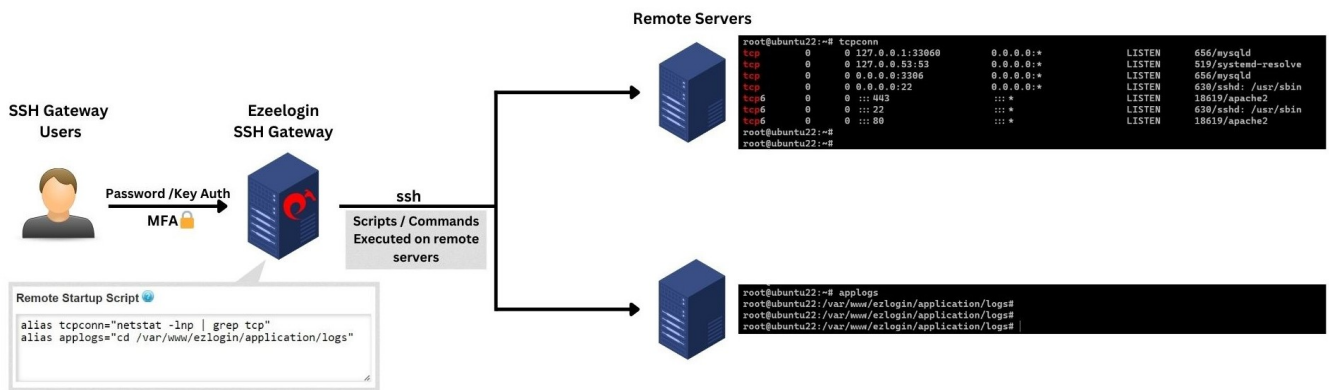 Remote Servers
root@ubuntu22:~# tcpconn
tcp 0 0 127.0.0.1:33060 0.0.0.0:* LISTEN 656/mysqld
tcp 0 0 127.0.0.53:53 0.0.0.0:* LISTEN 519/systemd-resolve
tcp 0 0 0.0.0.0:3306 0.0.0.0:* LISTEN 656/mysqld
tcp 0 0 0.0.0.0:22 0.0.0.0:* LISTEN 630/sshd: /usr/sbin
tcp6 0 0 :::443 :::* LISTEN 18619/apache2
tcp6 0 0 :::22 :::* LISTEN 630/sshd: /usr/sbin
tcp6 0 0 :::80 :::* LISTEN 18619/apache2
root@ubuntu22:~#
root@ubuntu22:~#
SSH Gateway
Users
Ezeelogin
SSH Gateway
Password /Key Auth
MFA
ssh
Scripts / Commands
Executed on remote
servers
Remote Startup Script
alias tcpconn="netstat -lnp | grep tcp"
alias applogs="cd /var/www/ezlogin/application/logs"
root@ubuntu22:~# applogs
root@ubuntu22:/var/www/ezlogin/application/logs#
root@ubuntu22:/var/www/ezlogin/application/logs#
root@ubuntu22:/var/www/ezlogin/application/logs#